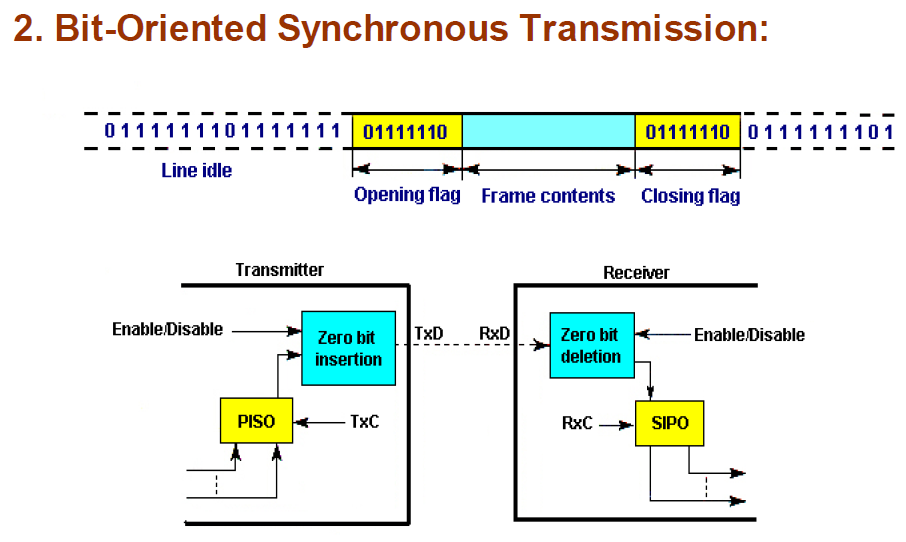 2. Bit-Oriented Synchronous Transmission:
0 1 1 1 1 1 1 1 0 1 1 1 1 1 1 1 01111110 01111110 0 1 1 1 1 1 1 1 0 1
Line idle
Opening flag Frame contents Closing flag
Transmitter Receiver
Enable/Disable
Zero bit
insertion
TxD RxD
Zero bit
deletion
Enable/Disable
PISO TxC
RxC SIPO